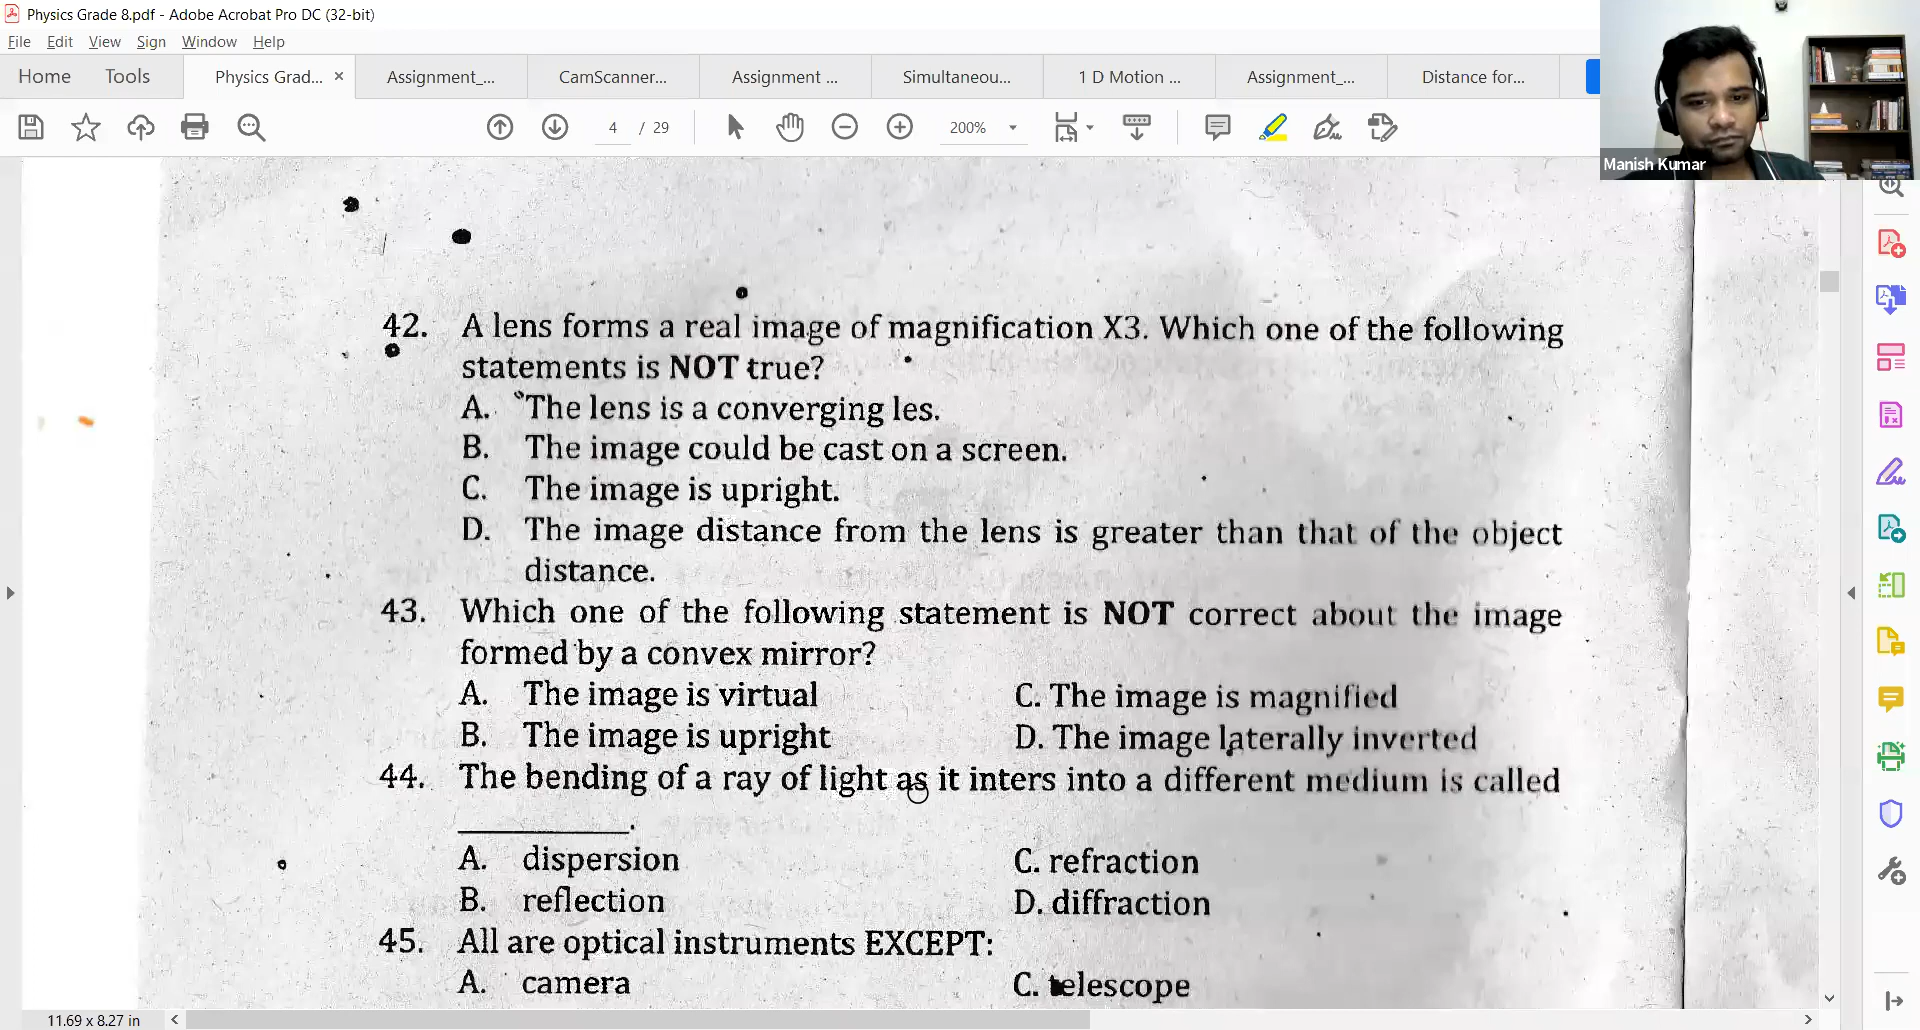 Physics Grade 8.pdf - Adobe Acrobat Pro DC (32-bit)
File Edit View Sign Window Help
Home Tools Physics Grad... × Assignment_... CamScanner... Assignment ... Simultaneou... 1 D Motion ... Assignment_... Distance for...
4 / 29 200%
Manish Kumar
42. A lens forms a real image of magnification X3. Which one of the following
statements is NOT true?
A. The lens is a converging les.
B. The image could be cast on a screen.
C. The image is upright.
D. The image distance from the lens is greater than that of the object
distance.
43. Which one of the following statement is NOT correct about the image
formed by a convex mirror?
A. The image is virtual C. The image is magnified
B. The image is upright D. The image laterally inverted
44. The bending of a ray of light as it inters into a different medium is called
____________.
A. dispersion C. refraction
B. reflection D. diffraction
45. All are optical instruments EXCEPT:
A. camera C. telescope
11.69 x 8.27 in